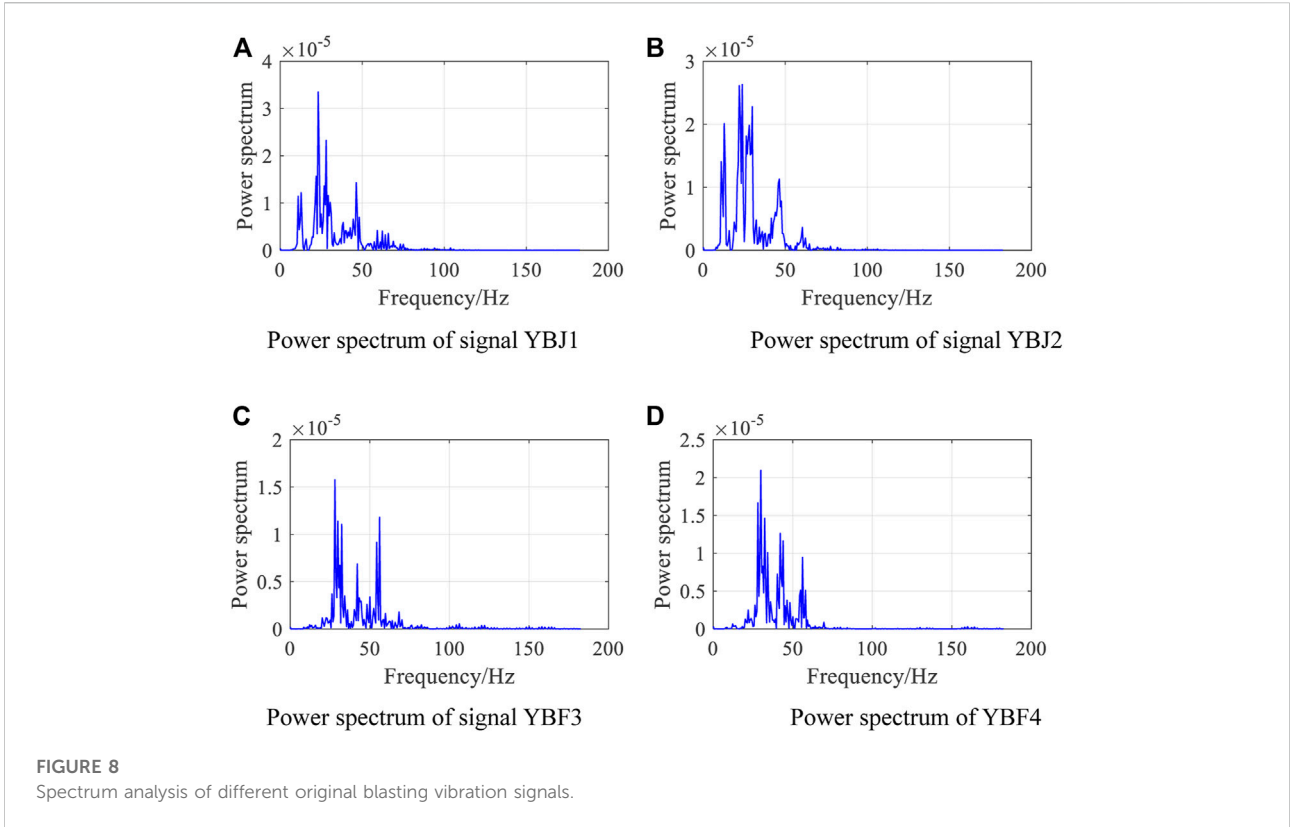 A
×10-5
4
3
2
1
0
Power spectrum
0 50 100 150 200
Frequency/Hz
Power spectrum of signal YBJ1
B
×10-5
3
2
1
0
Power spectrum
0 50 100 150 200
Frequency/Hz
Power spectrum of signal YBJ2
C
×10-5
2
1.5
1
0.5
0
Power spectrum
0 50 100 150 200
Frequency/Hz
Power spectrum of signal YBF3
D
×10-5
2.5
2
1.5
1
0.5
0
Power spectrum
0 50 100 150 200
Frequency/Hz
Power spectrum of YBF4
FIGURE 8
Spectrum analysis of different original blasting vibration signals.